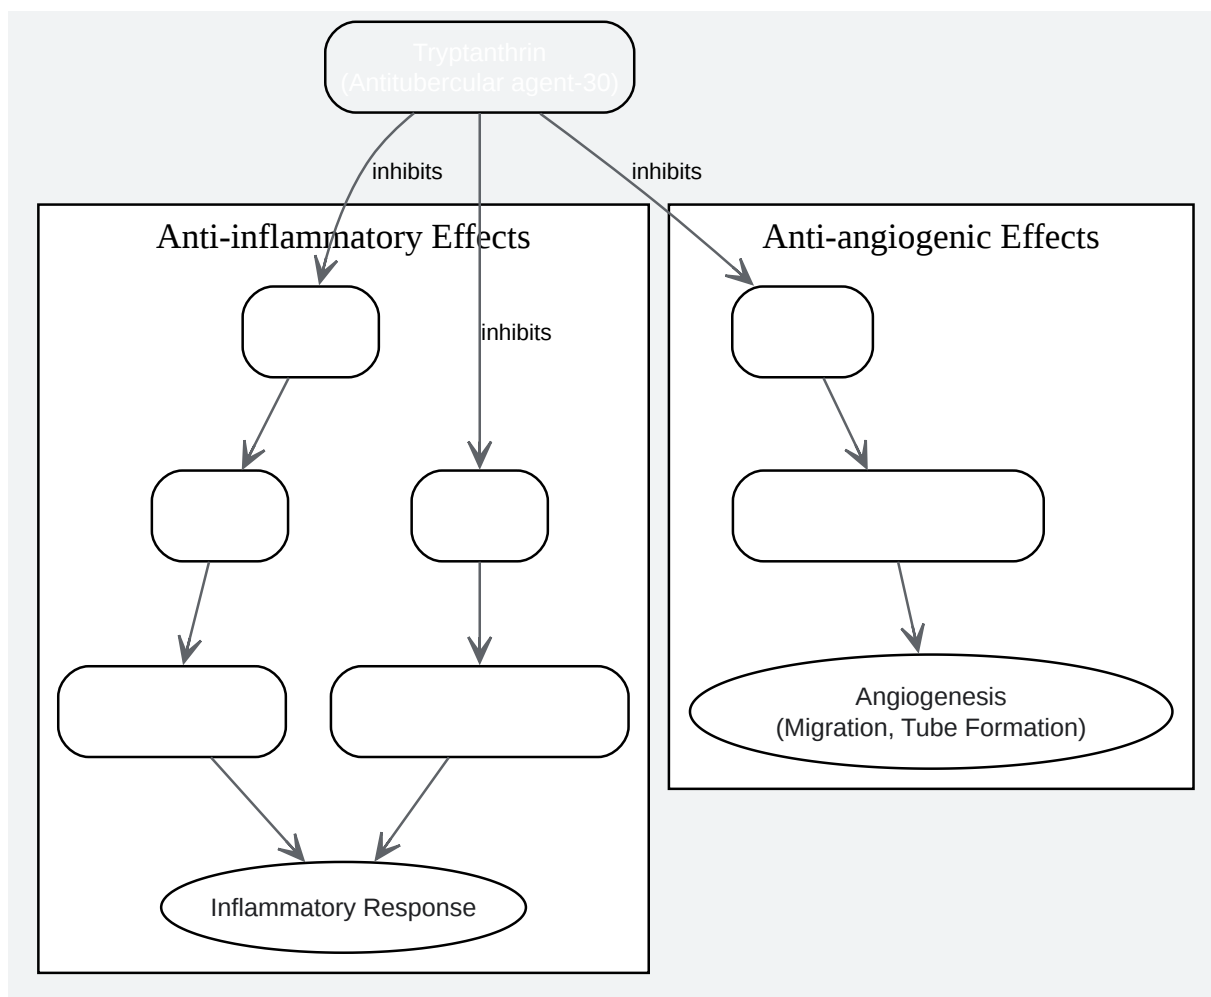 Tryptanthrin
(Antitubercular agent-30)
inhibits
inhibits
Anti-inflammatory Effects
Anti-angiogenic Effects
inhibits
Angiogenesis
(Migration, Tube Formation)
Inflammatory Response